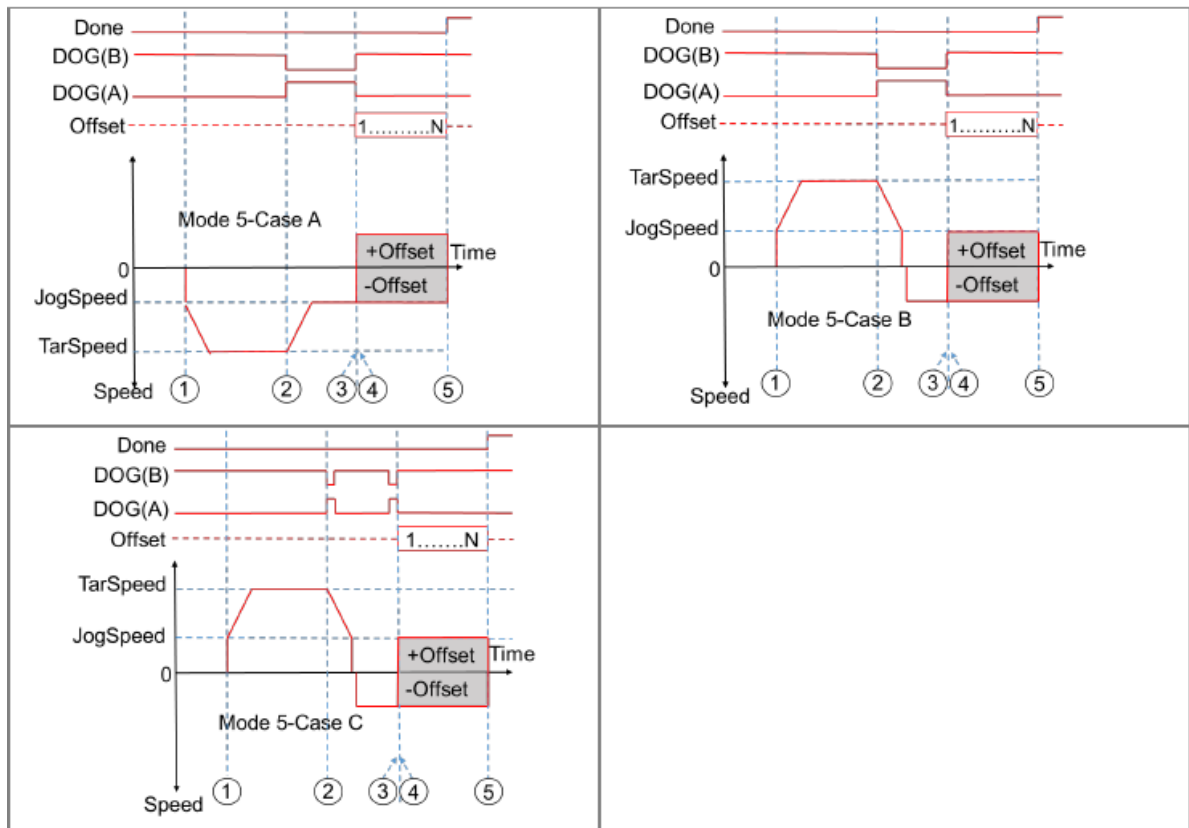 Done
DOG(B)
DOG(A)
Offset
1..........N
Mode 5-Case A
+Offset
Time
0
-Offset
JogSpeed
TarSpeed
Speed
1 2 3 4 5
Done
DOG(B)
DOG(A)
Offset
1..........N
TarSpeed
JogSpeed
+Offset
Time
0
-Offset
Mode 5-Case B
Speed
1 2 3 4 5
Done
DOG(B)
DOG(A)
Offset
1.......N
TarSpeed
JogSpeed
+Offset
Time
0
-Offset
Mode 5-Case C
Speed
1 2 3 4 5